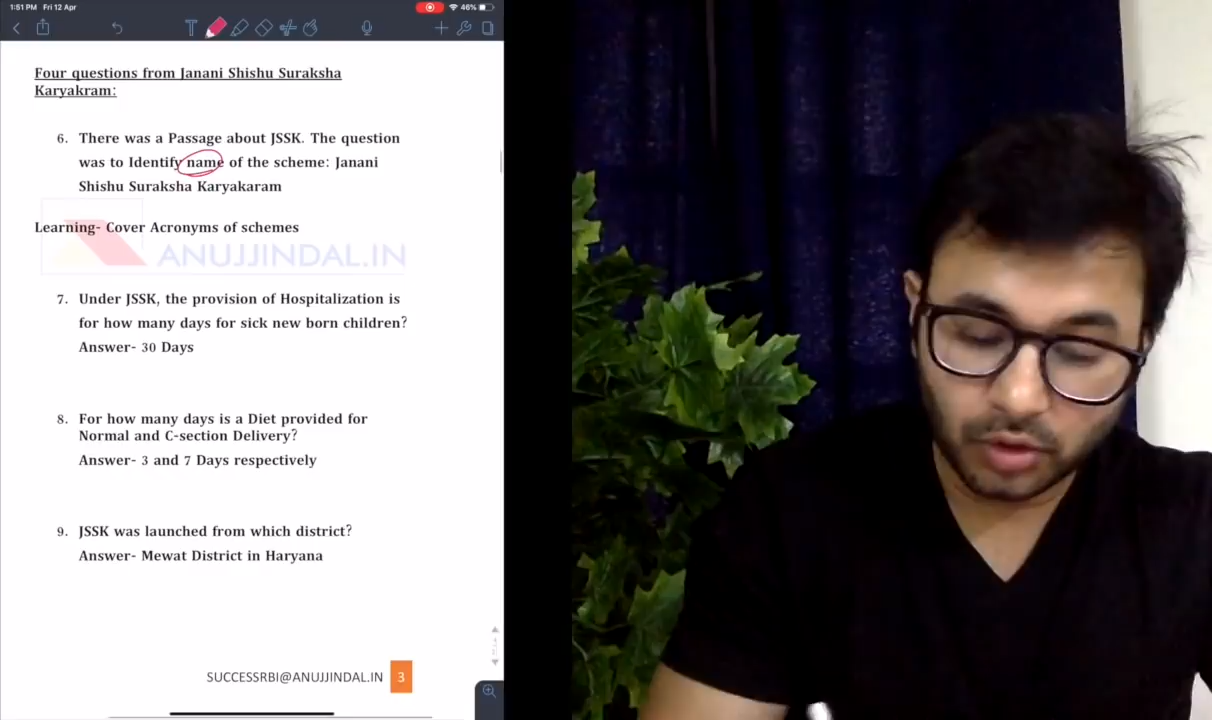 1:51 PM Fri 12 Apr
46%
Four questions from Janani Shishu Suraksha
Karyakram:
6. There was a Passage about JSSK. The question
was to Identify name of the scheme: Janani
Shishu Suraksha Karyakaram
Learning- Cover Acronyms of schemes
ANUJJINDAL.IN
7. Under JSSK, the provision of Hospitalization is
for how many days for sick new born children?
Answer- 30 Days
8. For how many days is a Diet provided for
Normal and C-section Delivery?
Answer- 3 and 7 Days respectively
9. JSSK was launched from which district?
Answer- Mewat District in Haryana
SUCCESSRBI@ANUJJINDAL.IN 3